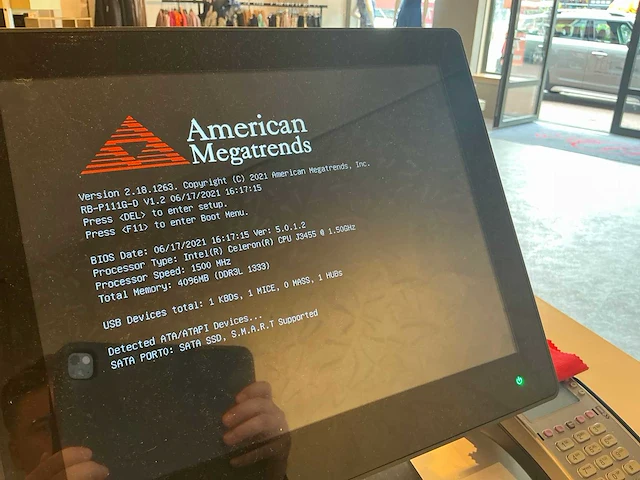 American
Megatrends
Version 2.18.1263. Copyright (C) 2021 American Megatrends, Inc.
RB-P111G-D V1.2 06/17/2021 16:17:15
Press <DEL> to enter setup.
Press <F11> to enter Boot Menu.
BIOS Date: 06/17/2021 16:17:15 Ver: 5.0.1.2
Processor Type: Intel(R) Celeron(R) CPU J3455 @ 1.50GHz
Processor Speed: 1500 MHz
Total Memory: 4096MB (DDR3L 1333)
USB Devices total: 1 KBDs, 1 MICE, 0 MASS, 1 HUBs
Detected ATA/ATAPI Devices...
SATA PORT0: SATA SSD, S.M.A.R.T Supported